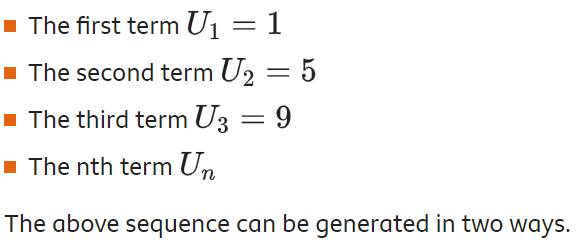 The first term U₁ = 1
The second term U₂ = 5
The third term U₃ = 9
The nth term Uₙ
The above sequence can be generated in two ways.